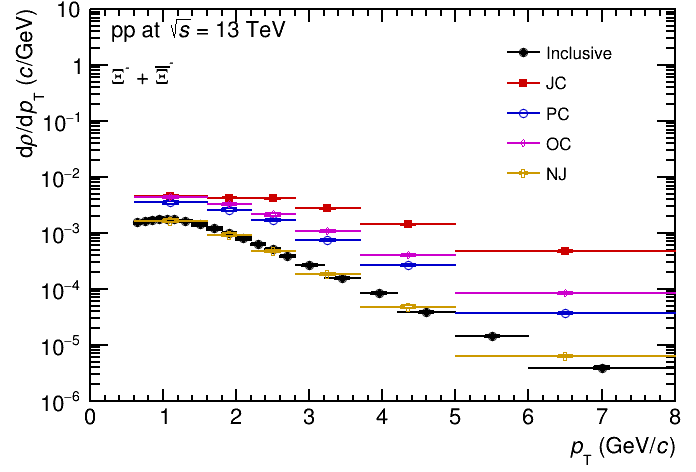 pp at √s = 13 TeV
Ξ⁻ + Ξ̅⁻
Inclusive
JC
PC
OC
NJ
dρ/dp_T (c/GeV)
10
1
10⁻¹
10⁻²
10⁻³
10⁻⁴
10⁻⁵
10⁻⁶
0 1 2 3 4 5 6 7 8
p_T (GeV/c)